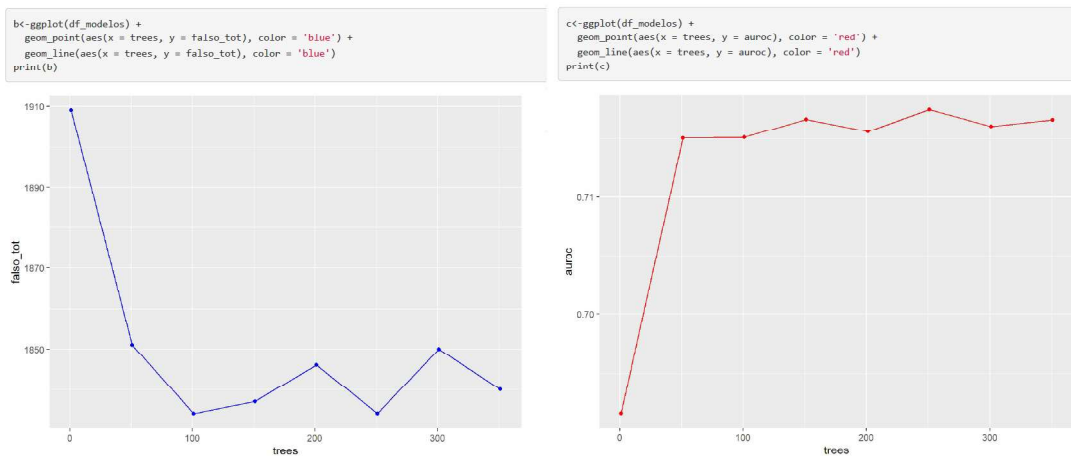 b<-ggplot(df_modelos) +
geom_point(aes(x = trees, y = falso_tot), color = 'blue') +
geom_line(aes(x = trees, y = falso_tot), color = 'blue')
print(b)
1910
1890
1870
1850
falso_tot
0 100 200 300
trees
c<-ggplot(df_modelos) +
geom_point(aes(x = trees, y = auroc), color = 'red') +
geom_line(aes(x = trees, y = auroc), color = 'red')
print(c)
0.71
0.70
auroc
0 100 200 300
trees